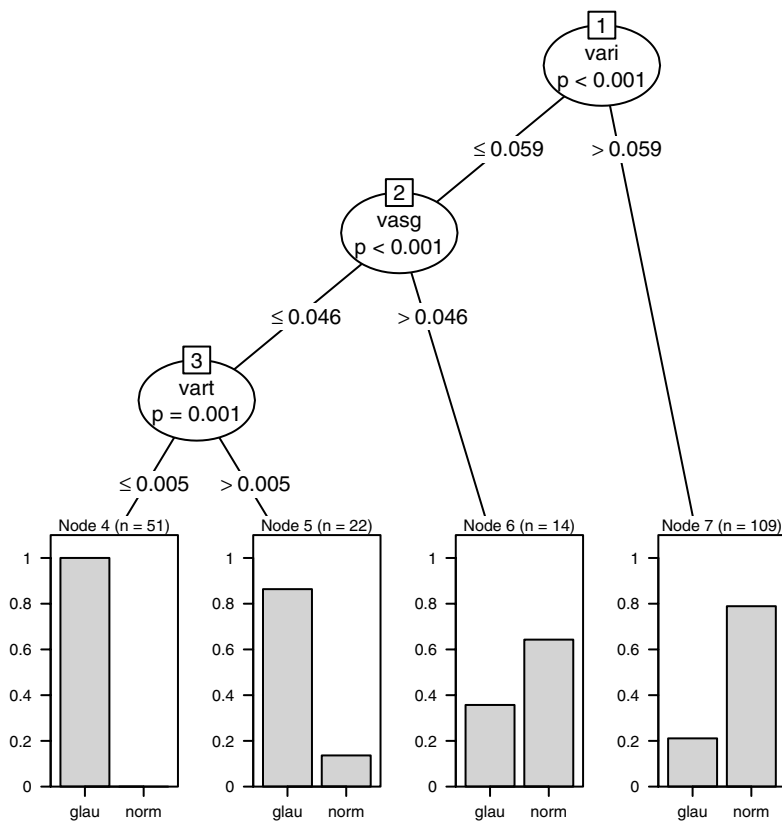 1
vari
p < 0.001
≤ 0.059
> 0.059
2
vasg
p < 0.001
≤ 0.046
> 0.046
3
vart
p = 0.001
≤ 0.005
> 0.005
Node 4 (n = 51)
1
0.8
0.6
0.4
0.2
0
glau norm
Node 5 (n = 22)
1
0.8
0.6
0.4
0.2
0
glau norm
Node 6 (n = 14)
1
0.8
0.6
0.4
0.2
0
glau norm
Node 7 (n = 109)
1
0.8
0.6
0.4
0.2
0
glau norm